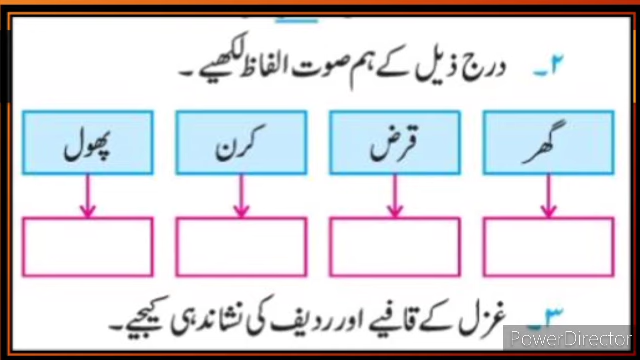 ۲۔ درج ذیل کے ہم صوت الفاظ لکھیے ۔
گھر قرض کرن پھول
۳۔ غزل کے قافیے اور ردیف کی نشاندہی کیجیے۔
PowerDirector